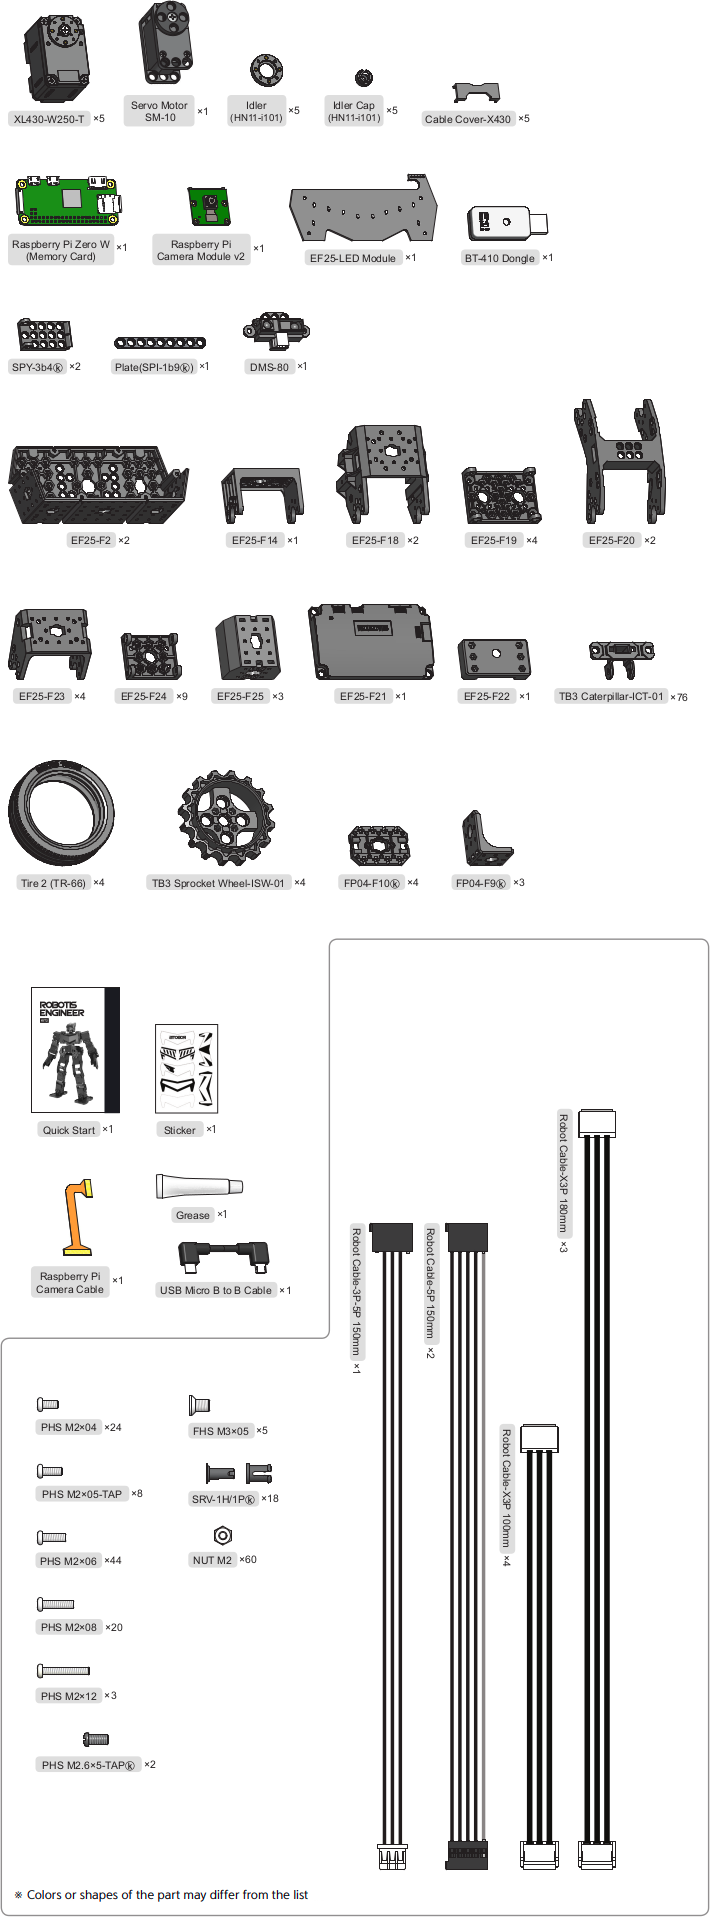 XL430-W250-T ×5
Servo Motor
SM-10 ×1
Idler
(HN11-i101) ×5
Idler Cap
(HN11-i101) ×5
Cable Cover-X430 ×5
Raspberry Pi Zero W
(Memory Card) ×1
Raspberry Pi
Camera Module v2 ×1
EF25-LED Module ×1
BT-410 Dongle ×1
SPY-3b4ⓚ ×2
Plate(SPI-1b9ⓚ) ×1
DMS-80 ×1
EF25-F2 ×2
EF25-F14 ×1
EF25-F18 ×2
EF25-F19 ×4
EF25-F20 ×2
EF25-F23 ×4
EF25-F24 ×9
EF25-F25 ×3
EF25-F21 ×1
EF25-F22 ×1
TB3 Caterpillar-ICT-01 ×76
Tire 2 (TR-66) ×4
TB3 Sprocket Wheel-ISW-01 ×4
FP04-F10ⓚ ×4
FP04-F9ⓚ ×3
ROBOTIS
ENGINEER
Quick Start ×1
Sticker ×1
Raspberry Pi
Camera Cable ×1
Grease ×1
USB Micro B to B Cable ×1
Robot Cable-3P-5P 150mm ×1
Robot Cable-5P 150mm ×2
Robot Cable-X3P 100mm ×4
Robot Cable-X3P 180mm ×3
PHS M2×04 ×24
PHS M2×05-TAP ×8
PHS M2×06 ×44
PHS M2×08 ×20
PHS M2×12 ×3
PHS M2.6×5-TAPⓚ ×2
FHS M3×05 ×5
SRV-1H/1Pⓚ ×18
NUT M2 ×60
※ Colors or shapes of the part may differ from the list